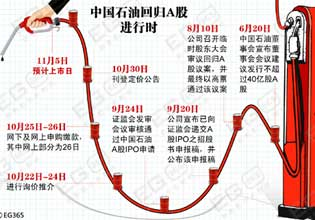 中国石油回归A股
进行时
6月20日
中国石油董
事会宣布董
事会会议建
议发行不超
过40亿股A
股
8月10日
公司召开临
时股东大会
审议回归A
股议案,并
最终以高票
通过该议案
9月20日
公司宣布已向
证监会递交A
股IPO之招股
书申报稿,并
公布该申报稿
9月24日
证监会发审
会议审核通
过中国石油
A股IPO申请
10月22日-24日
进行询价推介
10月25日-26日
网下及网上申购缴款,
其中网上部分为26日
10月30日
刊登定价公告
11月5日
预计上市日
©EG365